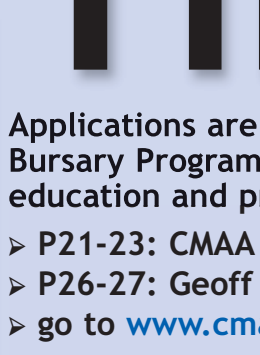 Applications are
Bursary Program
education and p
➢ P21-23: CMAA
➢ P26-27: Geoff
➢ go to www.cm